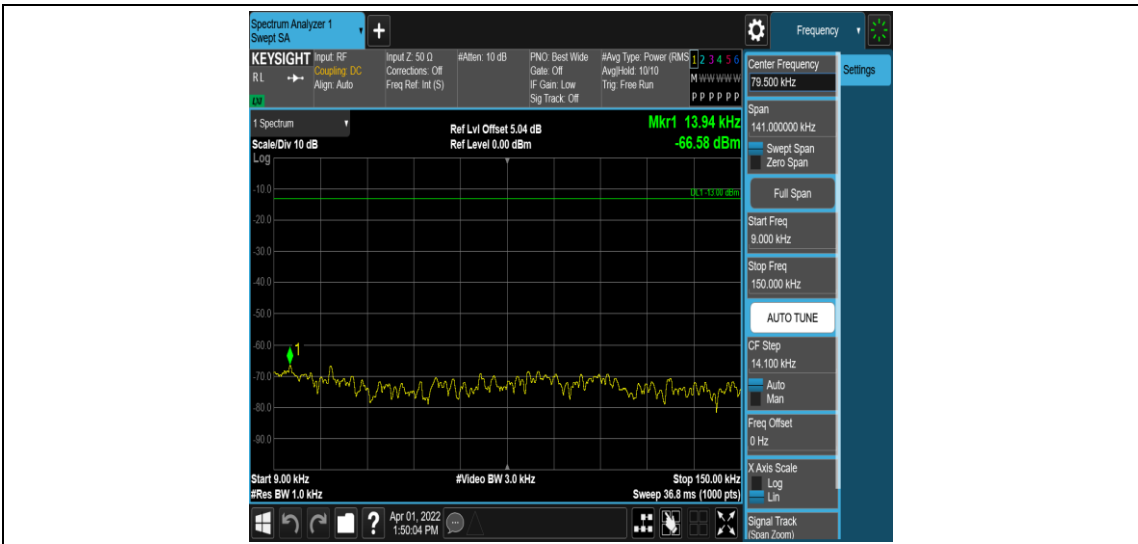 Spectrum Analyzer 1
Swept SA
+
Frequency
KEYSIGHT
RL
LXI
Input: RF
Coupling: DC
Align: Auto
Input Z: 50 Ω
Corrections: Off
Freq Ref: Int (S)
#Atten: 10 dB
PNO: Best Wide
Gate: Off
IF Gain: Low
Sig Track: Off
#Avg Type: Power (RMS
Avg|Hold: 10/10
Trig: Free Run
1 2 3 4 5 6
M W W W W W
P P P P P P
1 Spectrum
Scale/Div 10 dB
Log
Ref Lvl Offset 5.04 dB
Ref Level 0.00 dBm
Mkr1 13.94 kHz
-66.58 dBm
DL1 -13.00 dBm
-10.0
-20.0
-30.0
-40.0
-50.0
-60.0
-70.0
-80.0
-90.0
1
Start 9.00 kHz
#Res BW 1.0 kHz
#Video BW 3.0 kHz
Stop 150.00 kHz
Sweep 36.8 ms (1000 pts)
Center Frequency
79.500 kHz
Settings
Span
141.000000 kHz
Swept Span
Zero Span
Full Span
Start Freq
9.000 kHz
Stop Freq
150.000 kHz
AUTO TUNE
CF Step
14.100 kHz
Auto
Man
Freq Offset
0 Hz
X Axis Scale
Log
Lin
Signal Track
(Span Zoom)
?
Apr 01, 2022
1:50:04 PM